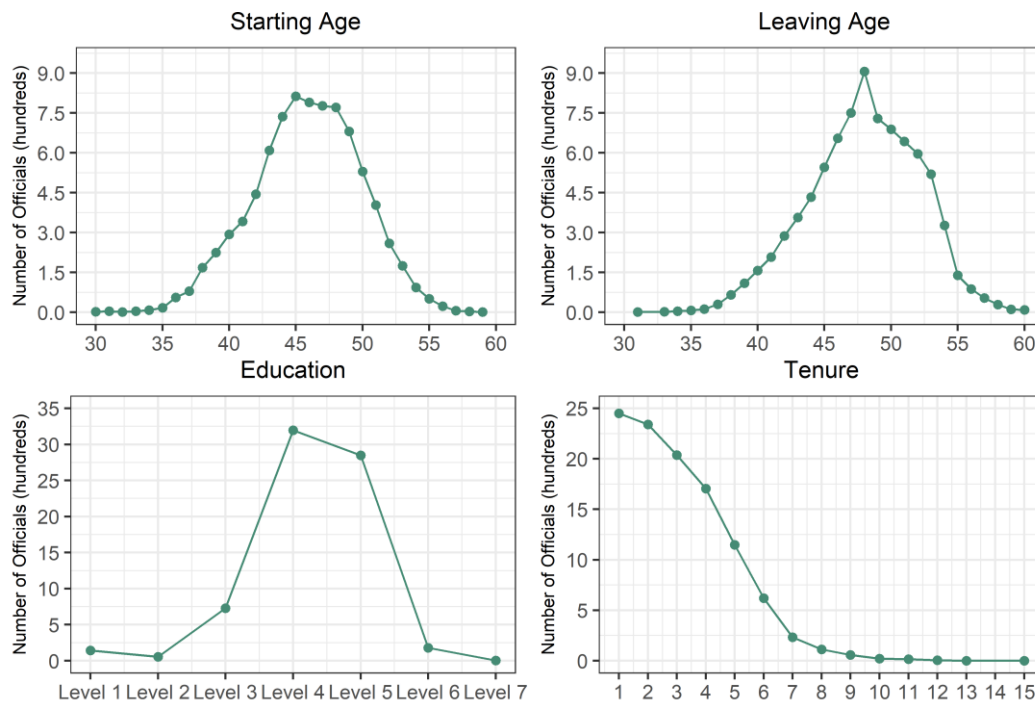 Starting Age
Number of Officials (hundreds)
9.0
7.5
6.0
4.5
3.0
1.5
0.0
30 35 40 45 50 55 60
Leaving Age
Number of Officials (hundreds)
9.0
7.5
6.0
4.5
3.0
1.5
0.0
30 35 40 45 50 55 60
Education
Number of Officials (hundreds)
35
30
25
20
15
10
5
0
Level 1 Level 2 Level 3 Level 4 Level 5 Level 6 Level 7
Tenure
Number of Officials (hundreds)
25
20
15
10
5
0
1 2 3 4 5 6 7 8 9 10 11 12 13 14 15